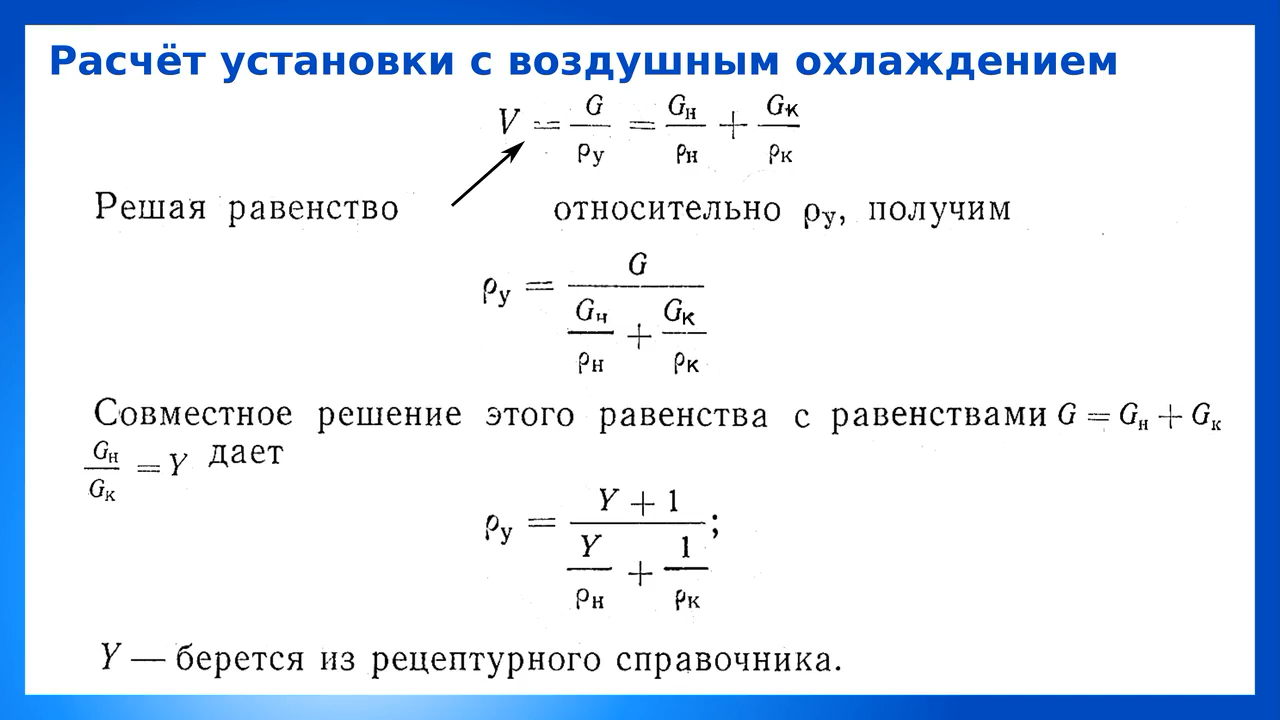 Расчёт установки с воздушным охлаждением
V = G/ρу = Gн/ρн + Gк/ρк
Решая равенство относительно ρу, получим
ρу = G / (Gн/ρн + Gк/ρк)
Совместное решение этого равенства с равенствами G = Gн + Gк
Gн/Gк = Y дает
ρу = (Y + 1) / (Y/ρн + 1/ρк);
Y — берется из рецептурного справочника.